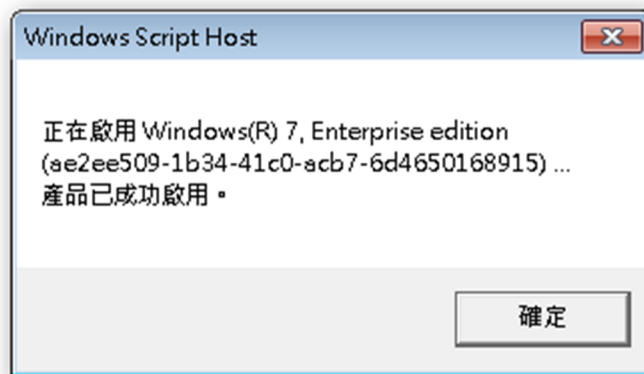 Windows Script Host
正在啟用 Windows(R) 7, Enterprise edition
(ae2ee509-1b34-41c0-acb7-6d4650168915) ...
產品已成功啟用。
確定